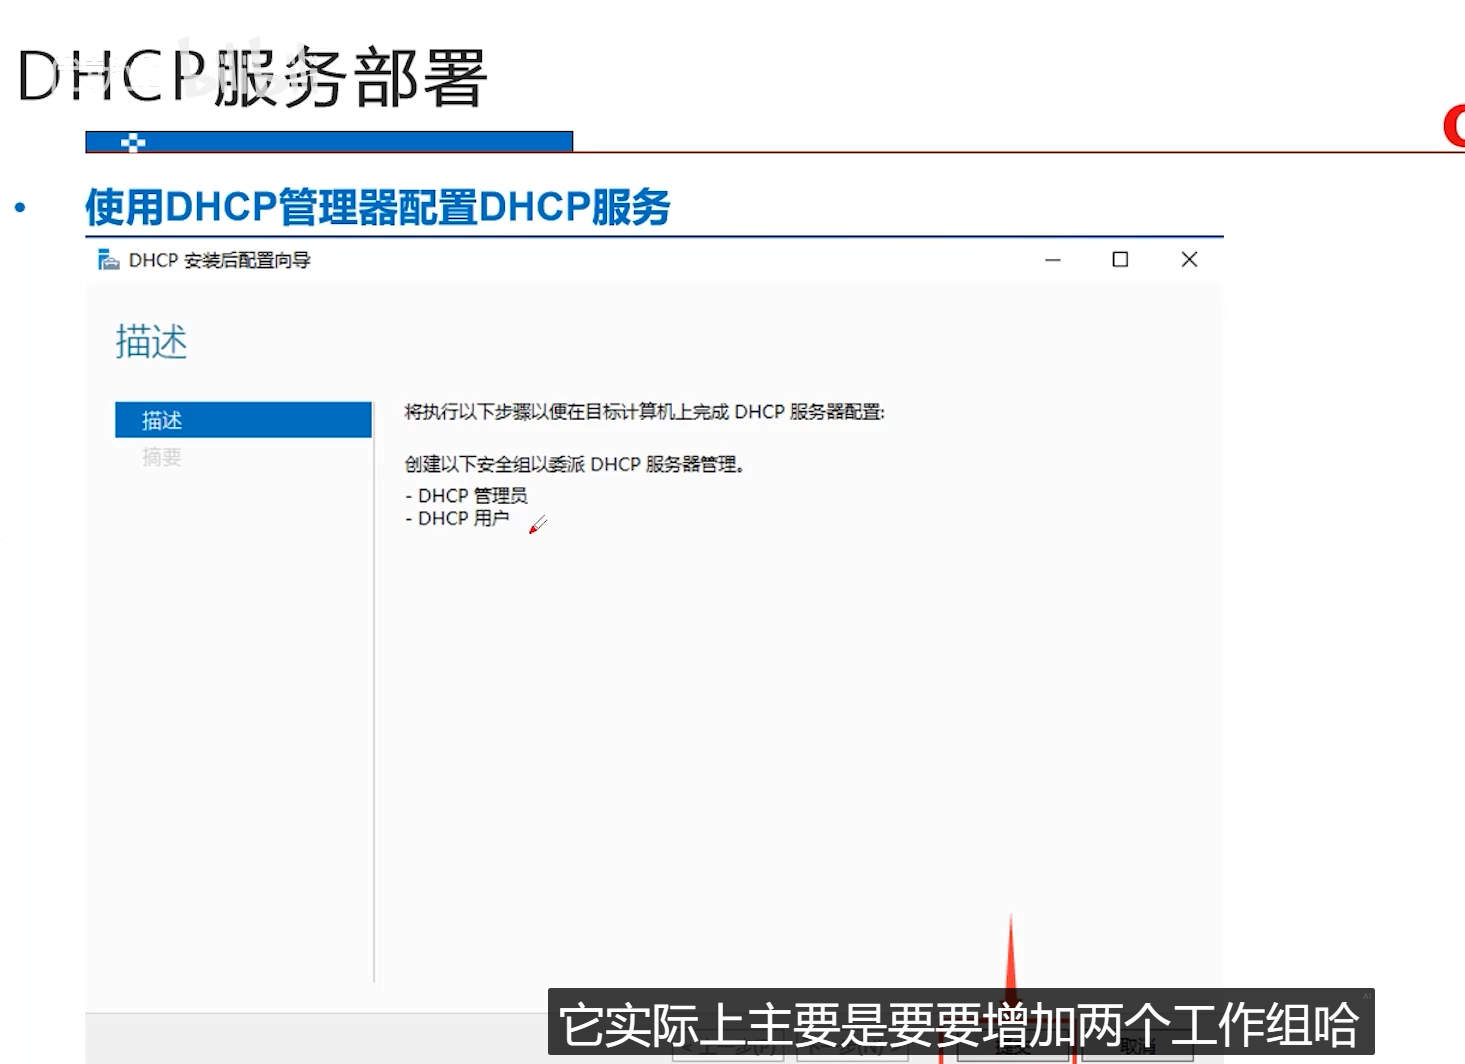 DHCP服务部署
• 使用DHCP管理器配置DHCP服务
DHCP 安装后配置向导
描述
描述
摘要
将执行以下步骤以便在目标计算机上完成 DHCP 服务器配置:
创建以下安全组以委派 DHCP 服务器管理。
- DHCP 管理员
- DHCP 用户
它实际上主要是要要增加两个工作组哈
取消